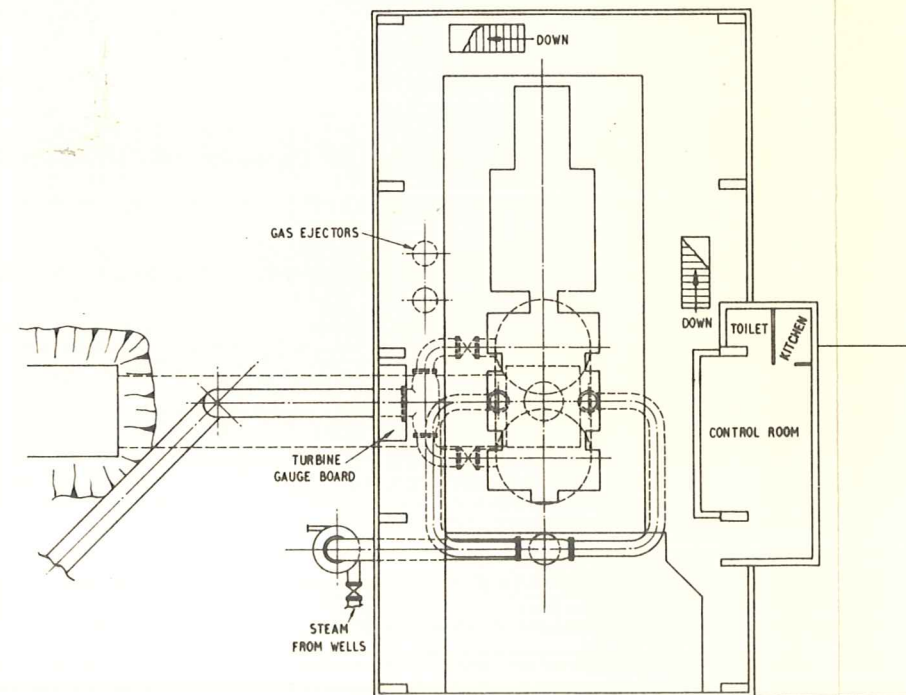 DOWN
GAS EJECTORS
DOWN
TOILET
KITCHEN
CONTROL ROOM
TURBINE
GAUGE BOARD
STEAM
FROM WELLS